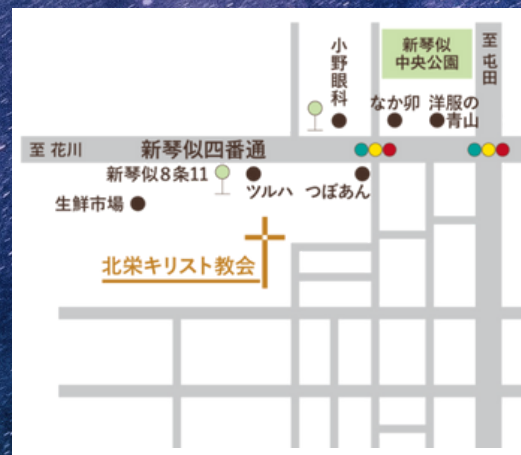 小野眼科
新琴似
中央公園
至屯田
なか卯
洋服の
青山
至 花川
新琴似四番通
新琴似8条11
ツルハ
つぼあん
生鮮市場
北栄キリスト教会